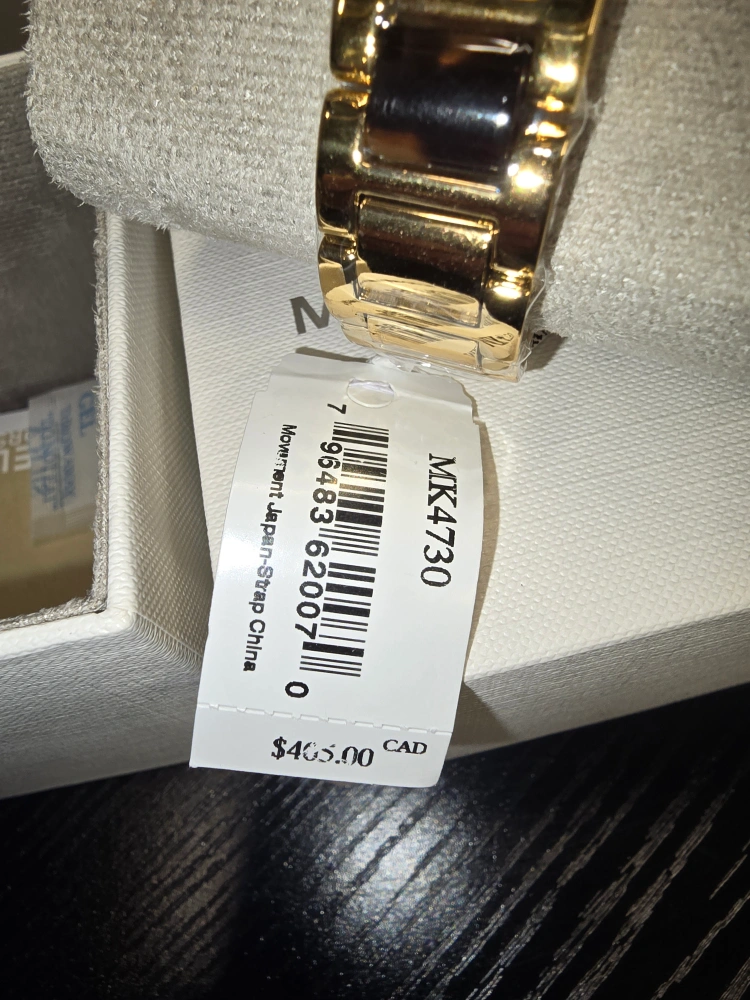 M
MK4730
7 96483 62007 0
Movement Japan-Strap China
$405.00 CAD